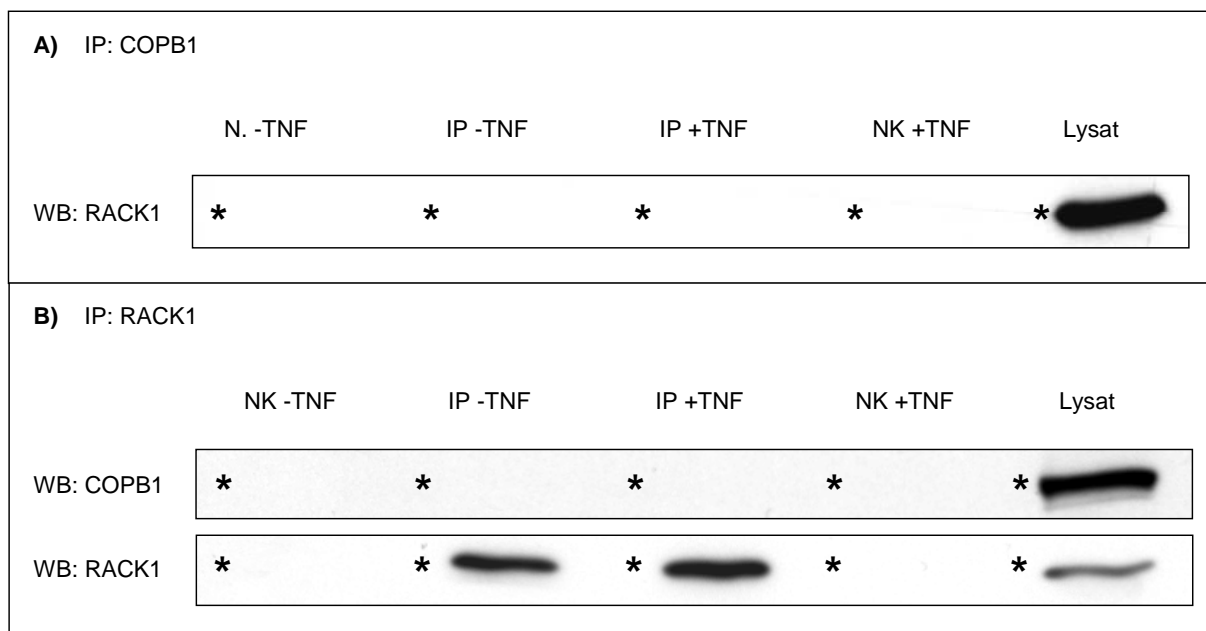 A) IP: COPB1
N. -TNF IP -TNF IP +TNF NK +TNF Lysat
WB: RACK1 * * * * *
B) IP: RACK1
NK -TNF IP -TNF IP +TNF NK +TNF Lysat
WB: COPB1 * * * * *
WB: RACK1 * * * * *